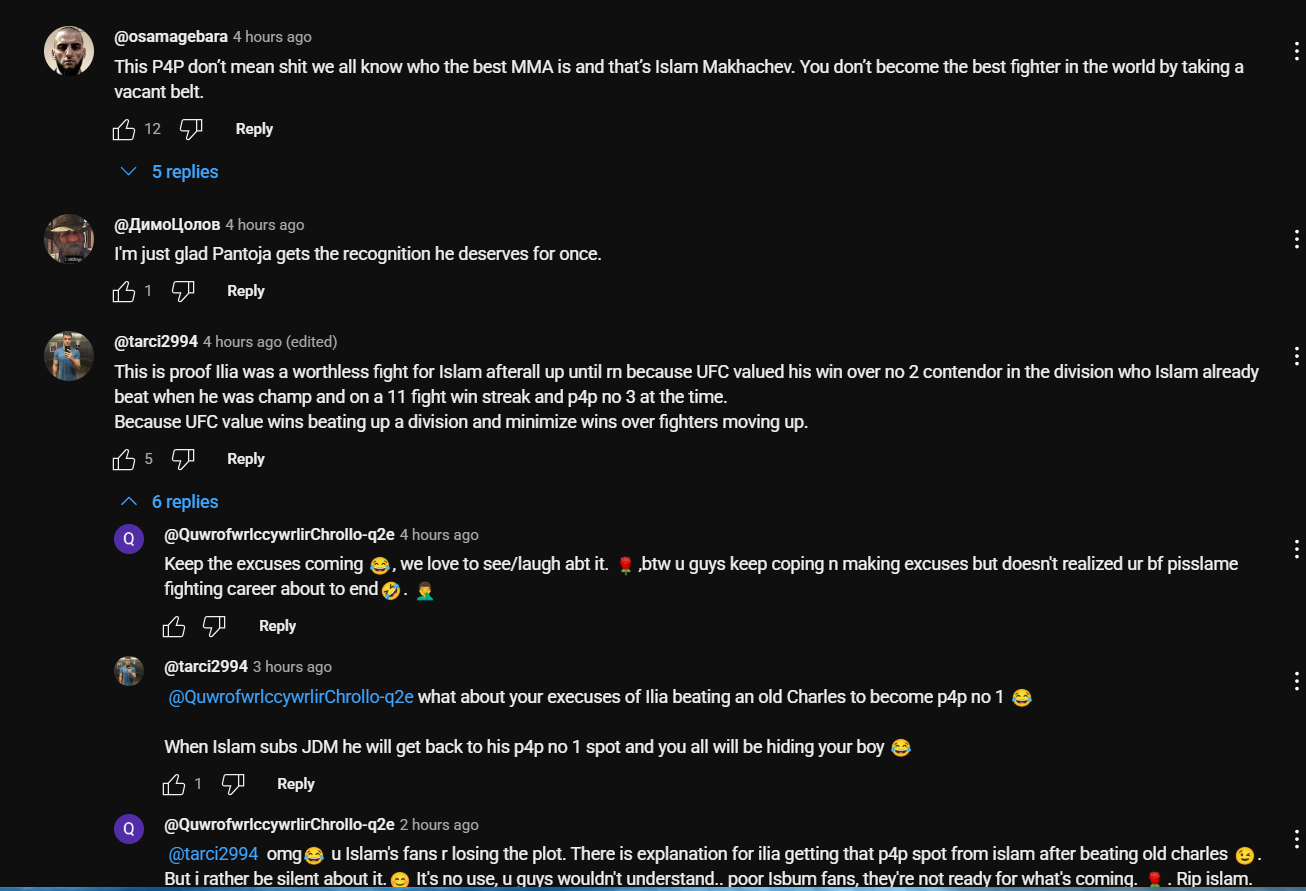 @osamagebara 4 hours ago
This P4P don’t mean shit we all know who the best MMA is and that’s Islam Makhachev. You don’t become the best fighter in the world by taking a
vacant belt.
12 Reply
5 replies
@ДимоЦолов 4 hours ago
I'm just glad Pantoja gets the recognition he deserves for once.
1 Reply
@tarci2994 4 hours ago (edited)
This is proof Ilia was a worthless fight for Islam afterall up until rn because UFC valued his win over no 2 contendor in the division who Islam already
beat when he was champ and on a 11 fight win streak and p4p no 3 at the time.
Because UFC value wins beating up a division and minimize wins over fighters moving up.
5 Reply
6 replies
Q
@QuwrofwrlccywrlirChrollo-q2e 4 hours ago
Keep the excuses coming 😂, we love to see/laugh abt it. 🌹,btw u guys keep coping n making excuses but doesn't realized ur bf pisslame
fighting career about to end🤣. 🤦‍♂️
Reply
@tarci2994 3 hours ago
@QuwrofwrlccywrlirChrollo-q2e what about your execuses of Ilia beating an old Charles to become p4p no 1 😂
When Islam subs JDM he will get back to his p4p no 1 spot and you all will be hiding your boy 😂
1 Reply
Q
@QuwrofwrlccywrlirChrollo-q2e 2 hours ago
@tarci2994 omg😂 u Islam's fans r losing the plot. There is explanation for ilia getting that p4p spot from islam after beating old charles 😉.
But i rather be silent about it.😊 It's no use, u guys wouldn't understand.. poor Isbum fans, they're not ready for what's coming. 🌹. Rip islam.